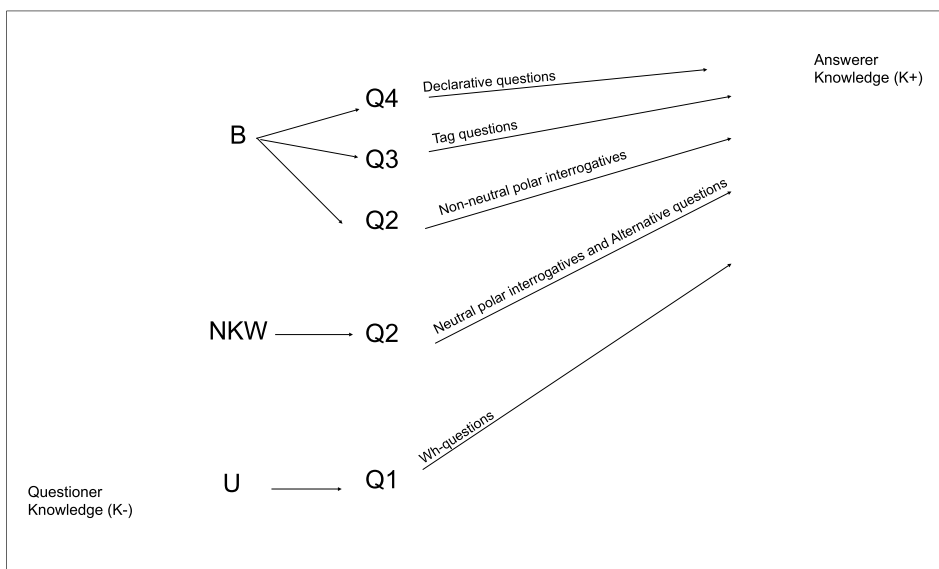 Answerer
Knowledge (K+)
Declarative questions
Q4
B
Tag questions
Q3
Non-neutral polar interrogatives
Q2
Neutral polar interrogatives and Alternative questions
NKW
Q2
Wh-questions
U
Q1
Questioner
Knowledge (K-)